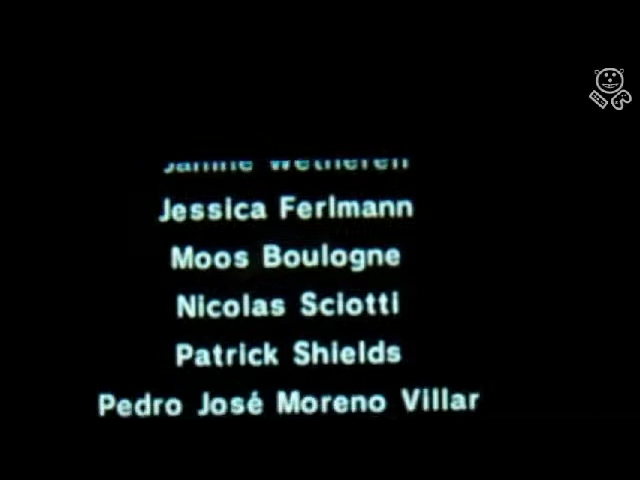 Jessica Ferlmann
Moos Boulogne
Nicolas Sciotti
Patrick Shields
Pedro José Moreno Villar